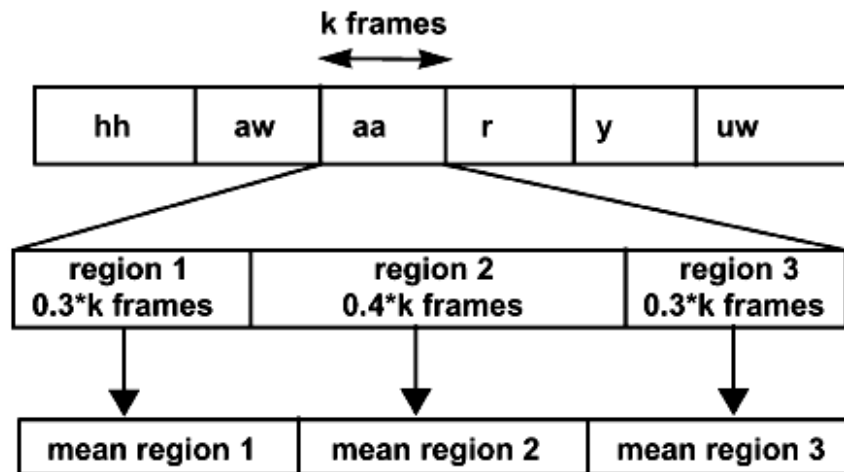 k frames
hh aw aa r y uw
region 1 region 2 region 3
0.3*k frames 0.4*k frames 0.3*k frames
mean region 1 mean region 2 mean region 3